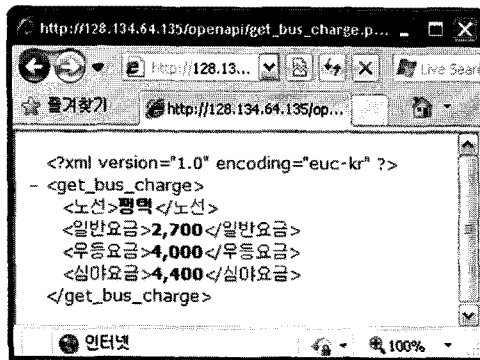 http://128.134.64.135/openapi/get_bus_charge.p...
http://128.13...
Live Sear
즐겨찾기
http://128.134.64.135/op...
<?xml version="1.0" encoding="euc-kr" ?>
- <get_bus_charge>
<노선>평택</노선>
<일반요금>2,700</일반요금>
<우등요금>4,000</우등요금>
<심야요금>4,400</심야요금>
</get_bus_charge>
인터넷
100%